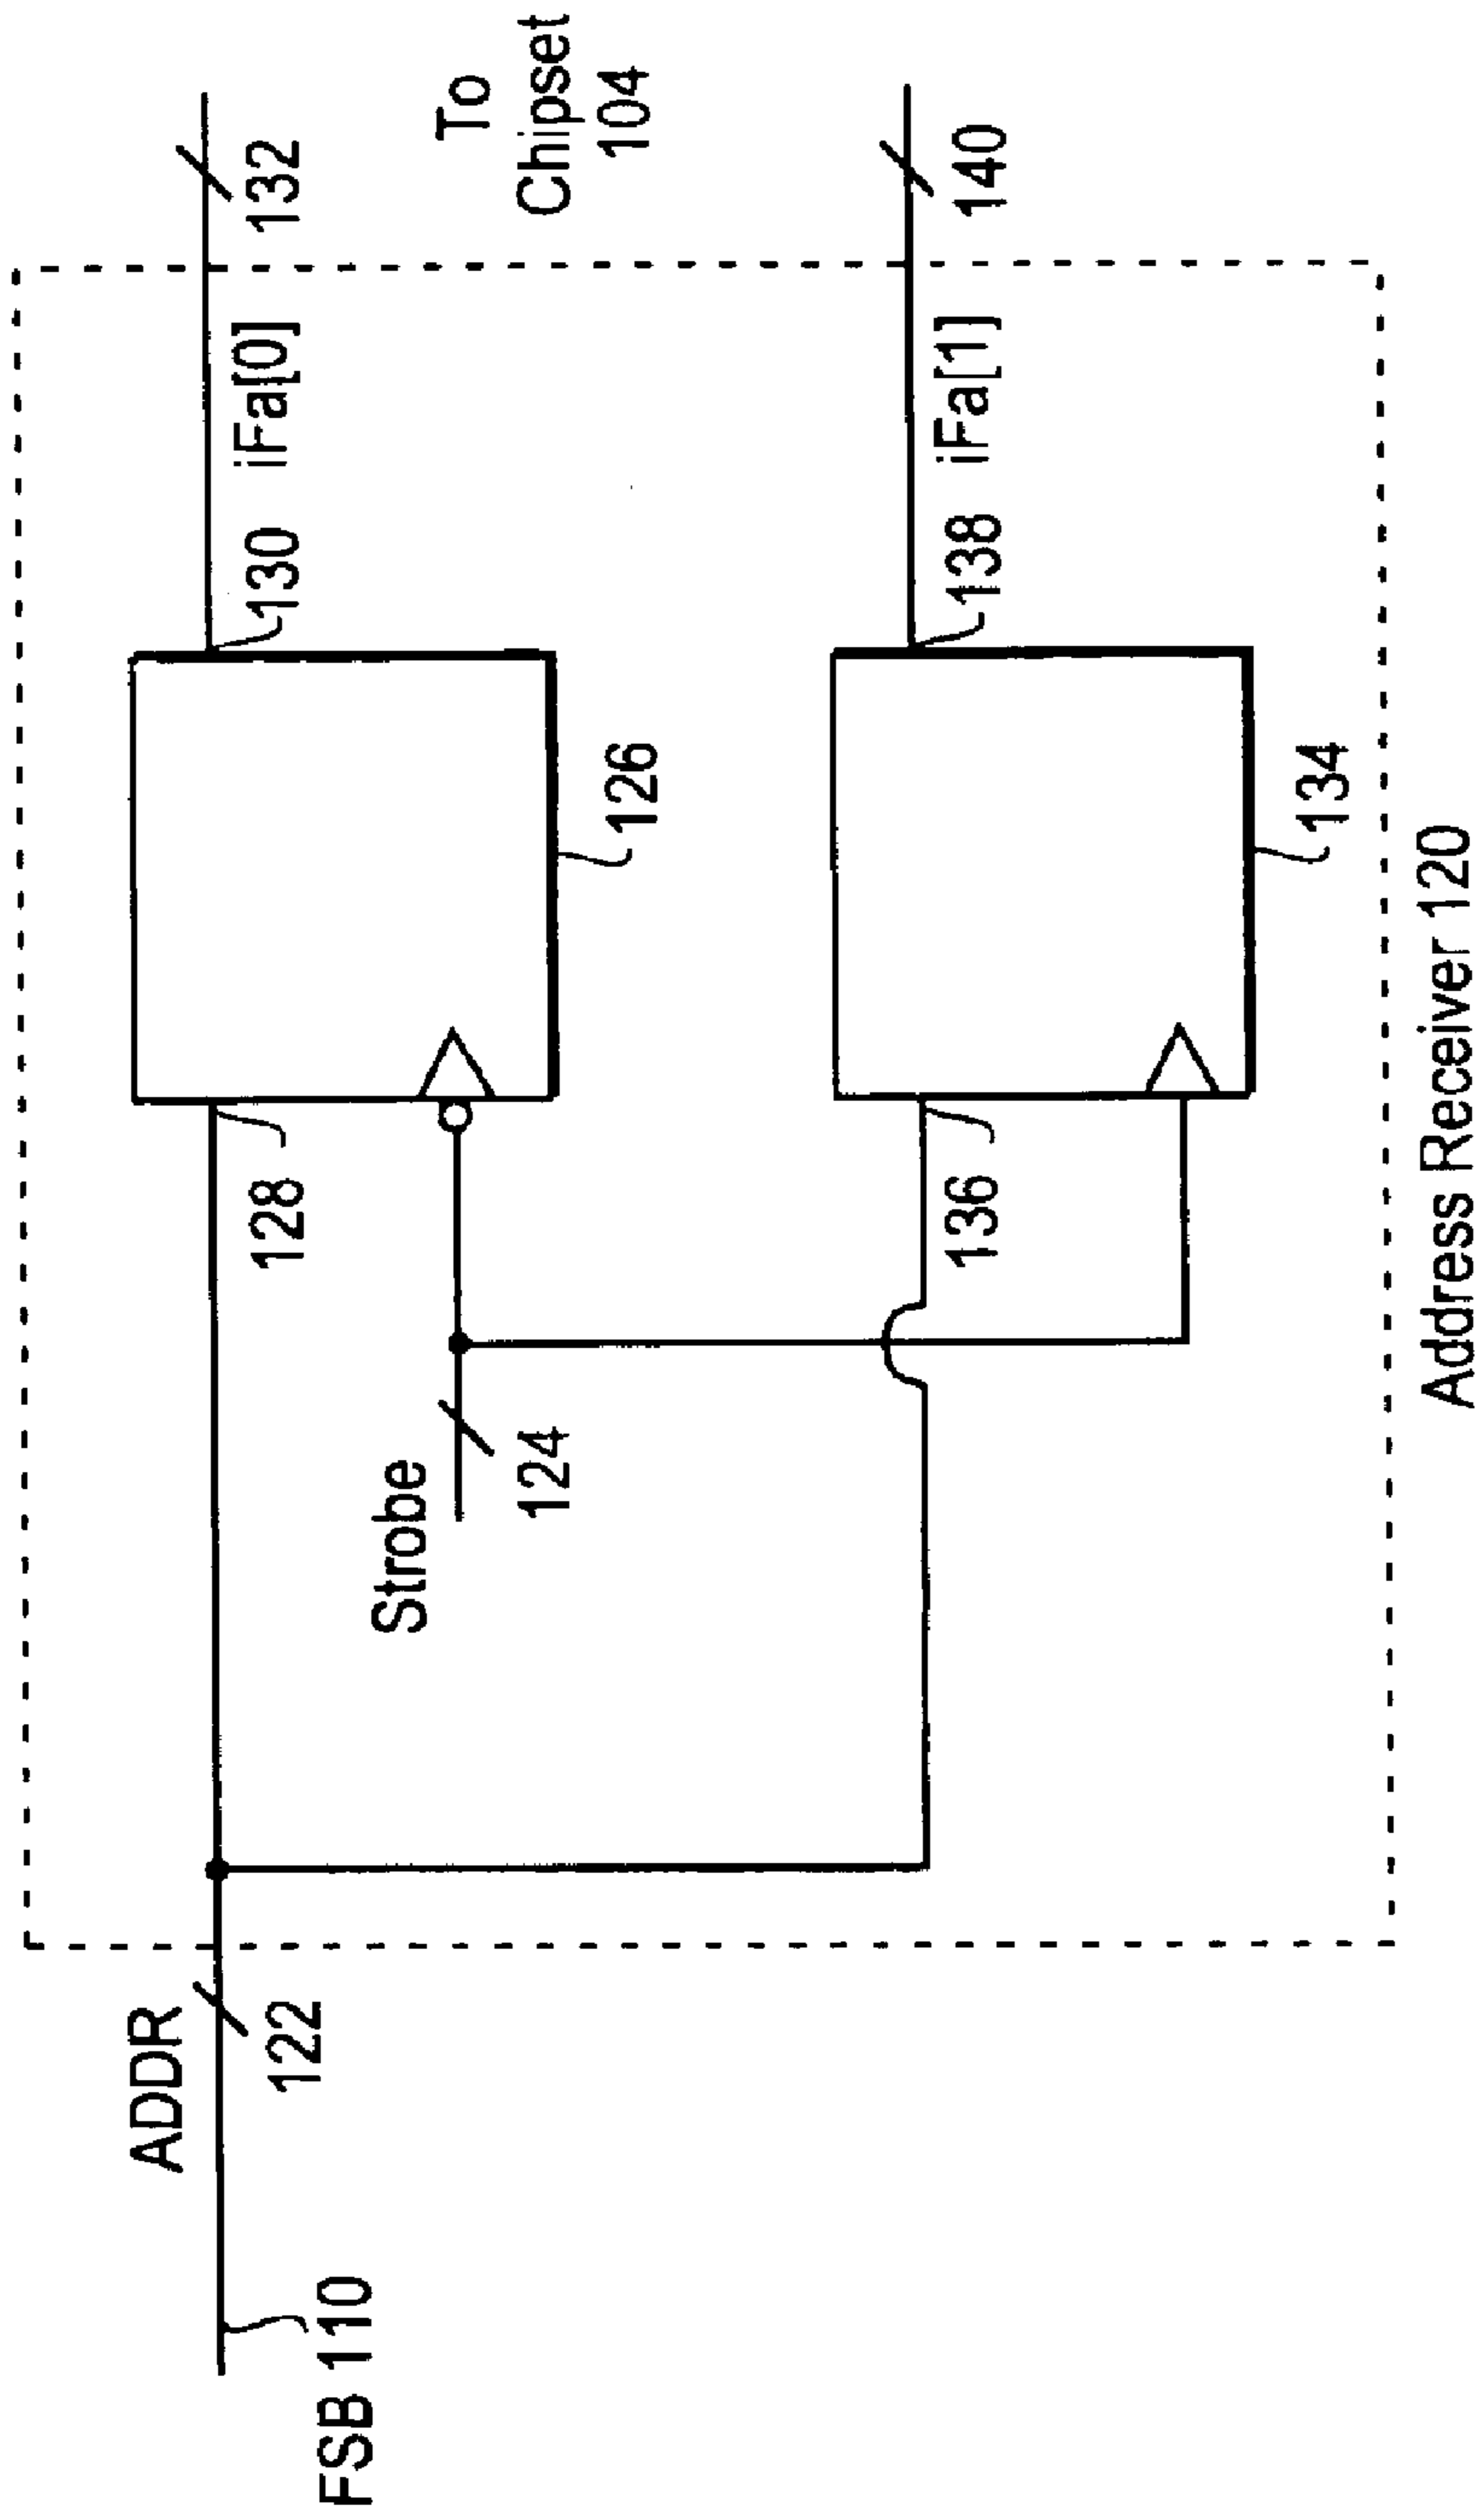 ADDR
122
FSB 110
Strobe
124
128
136
126
134
130
iFa[0]
138
iFa[1]
132
To
Chipset
104
140
Address Receiver 120